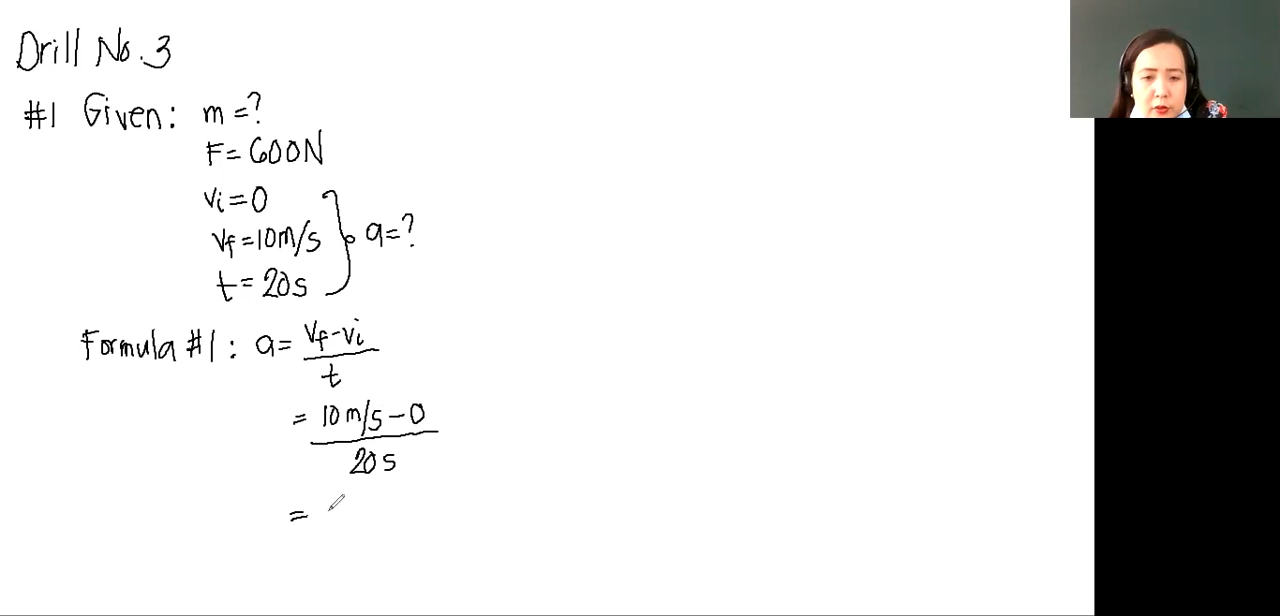 Drill No. 3
#1 Given: m = ?
F = 600N
vi = 0
vf = 10m/s
a = ?
t = 20s
Formula #1: a = vf - vi
t
= 10m/s - 0
20s
=